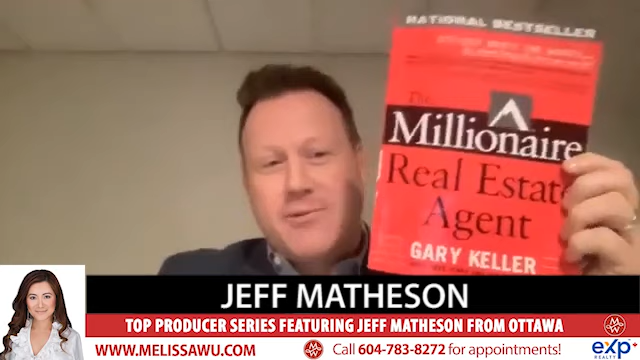 NATIONAL BESTSELLER
The
Millionaire
Real Estate
Agent
GARY KELLER
JEFF MATHESON
TOP PRODUCER SERIES FEATURING JEFF MATHESON FROM OTTAWA
WWW.MELISSAWU.COM
Call 604-783-8272 for appointments!
exp
REALTY